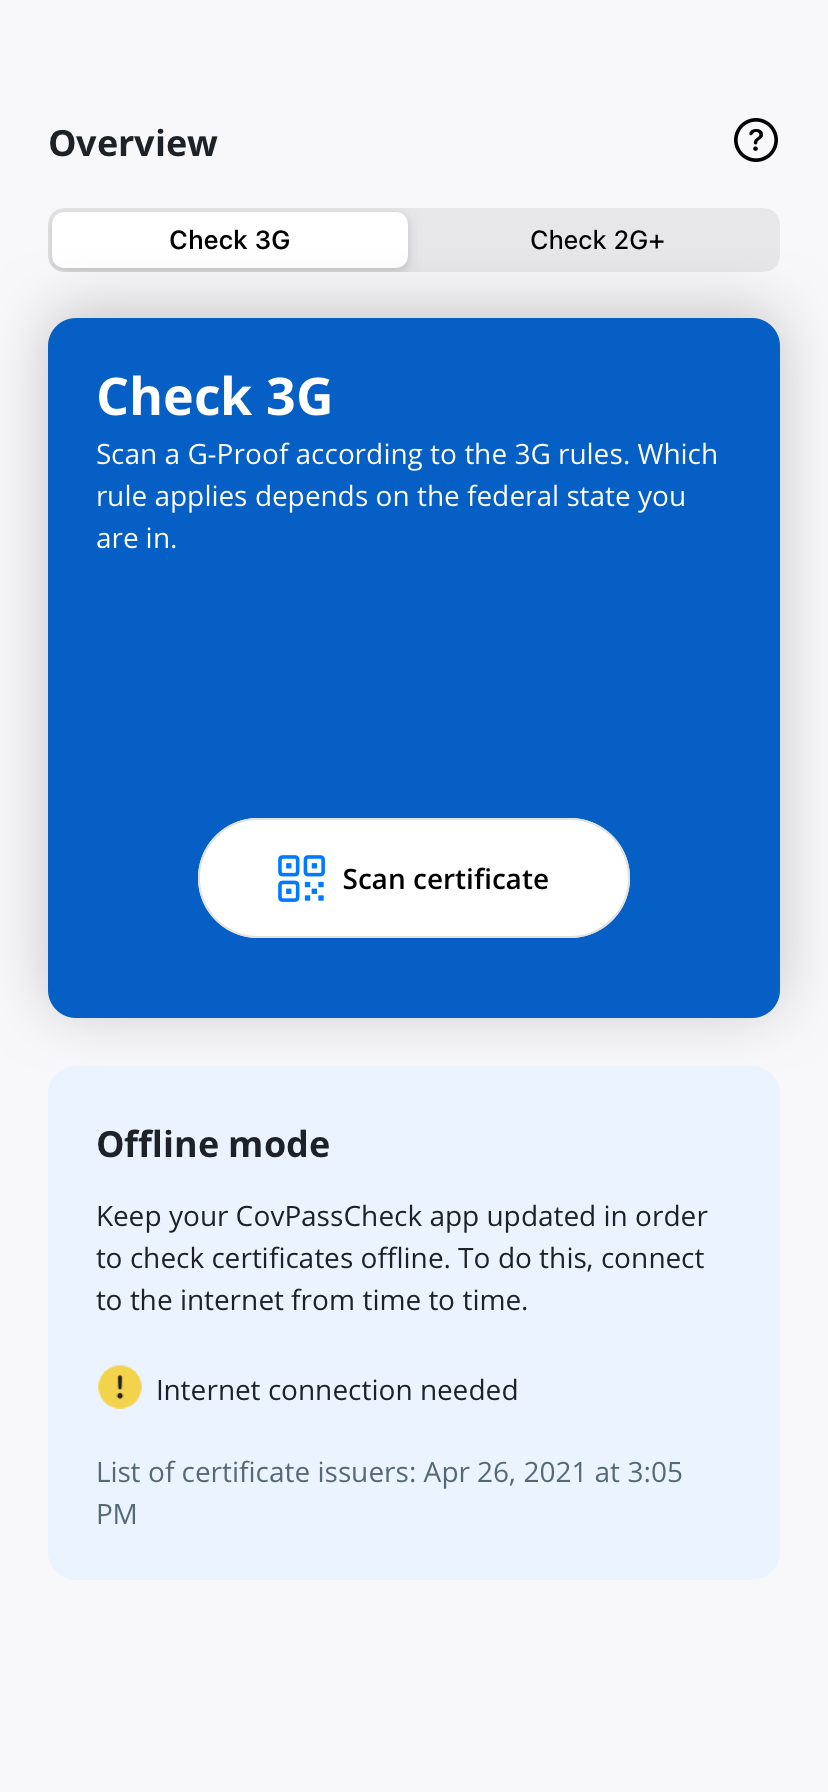 Overview
Check 3G
Check 2G+
Check 3G
Scan a G-Proof according to the 3G rules. Which
rule applies depends on the federal state you
are in.
Scan certificate
Offline mode
Keep your CovPassCheck app updated in order
to check certificates offline. To do this, connect
to the internet from time to time.
Internet connection needed
List of certificate issuers: Apr 26, 2021 at 3:05
PM